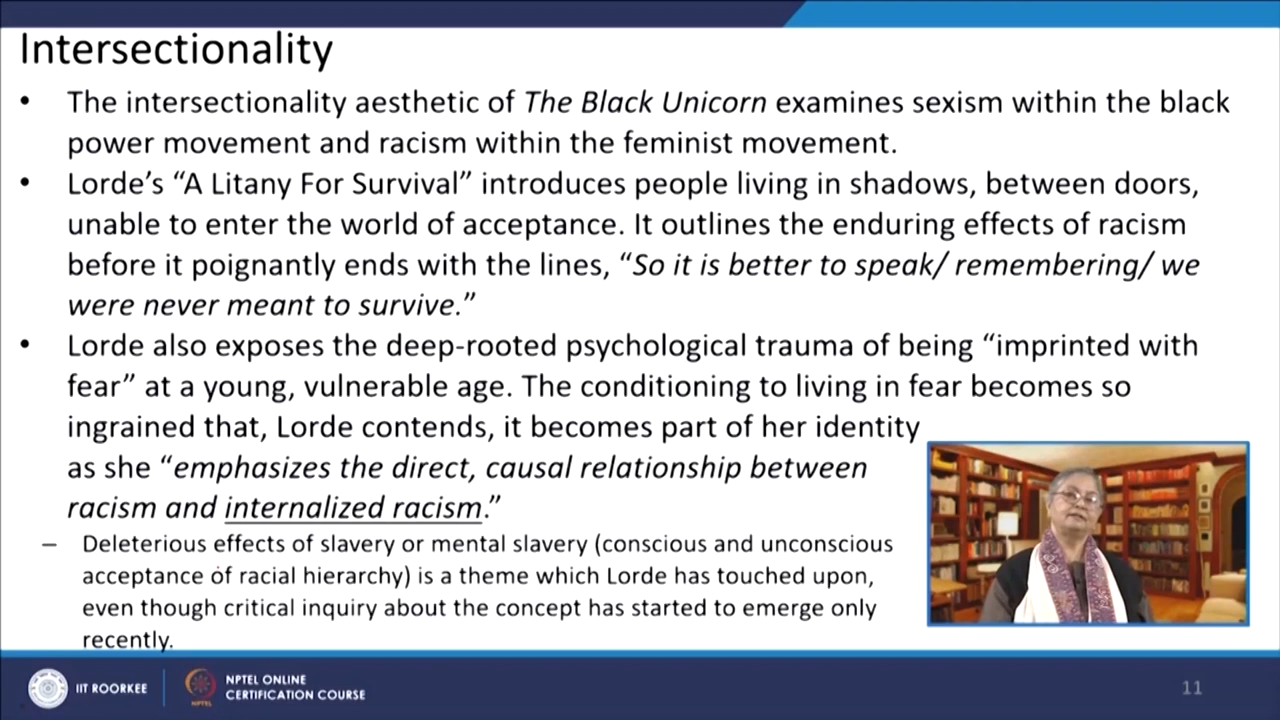 Intersectionality
• The intersectionality aesthetic of The Black Unicorn examines sexism within the black
power movement and racism within the feminist movement.
• Lorde’s “A Litany For Survival” introduces people living in shadows, between doors,
unable to enter the world of acceptance. It outlines the enduring effects of racism
before it poignantly ends with the lines, “So it is better to speak/ remembering/ we
were never meant to survive.”
• Lorde also exposes the deep-rooted psychological trauma of being “imprinted with
fear” at a young, vulnerable age. The conditioning to living in fear becomes so
ingrained that, Lorde contends, it becomes part of her identity
as she “emphasizes the direct, causal relationship between
racism and internalized racism.”
– Deleterious effects of slavery or mental slavery (conscious and unconscious
acceptance of racial hierarchy) is a theme which Lorde has touched upon,
even though critical inquiry about the concept has started to emerge only
recently.
IIT ROORKEE
NPTEL
NPTEL ONLINE
CERTIFICATION COURSE
11